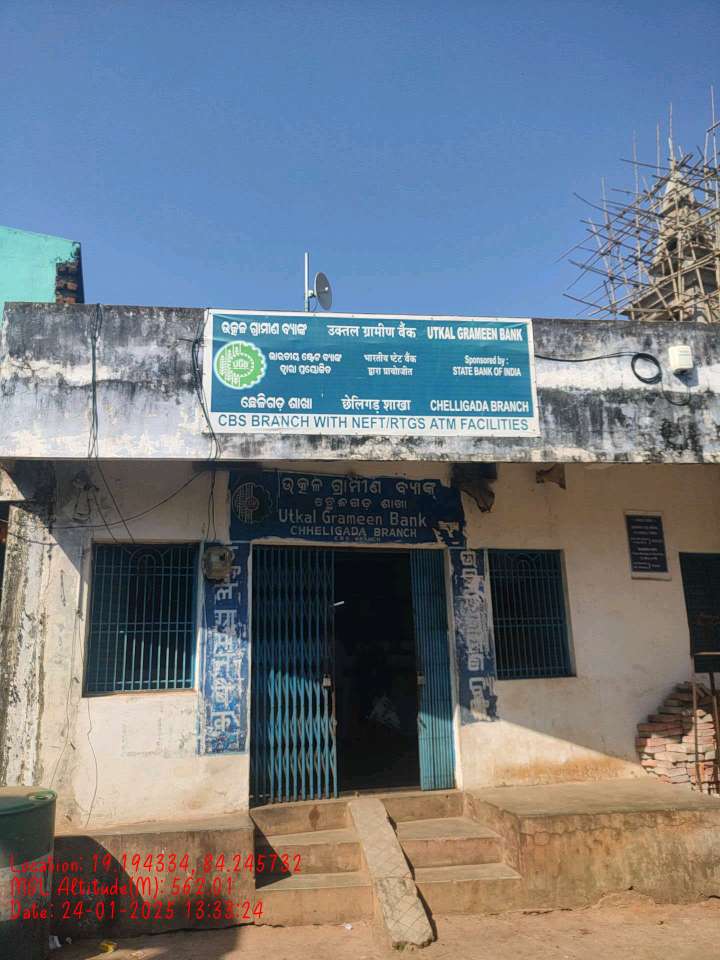 ଉତ୍କଳ ଗ୍ରାମୀଣ ବ୍ୟାଙ୍କ उत्कल ग्रामीण बैंक UTKAL GRAMEEN BANK
ଭାରତୀୟ ଷ୍ଟେଟ ବ୍ୟାଙ୍କ भारतीय स्टेट बैंक Sponsored by :
ଦ୍ୱାରା ପ୍ରାୟୋଜିତ द्वारा प्रायोजीत STATE BANK OF INDIA
ଛେଳିଗଡ଼ ଶାଖା छेलिगड़ शाखा CHELLIGADA BRANCH
CBS BRANCH WITH NEFT/RTGS ATM FACILITIES
ଉତ୍କଳ ଗ୍ରାମୀଣ ବ୍ୟାଙ୍କ
ଶାଖା
Utkal Grameen Bank
CHHELIGADA BRANCH
Location: 19.194334, 84.245732
MSL Altitude(M): 562.01
Date: 24-01-2025 13:33:24